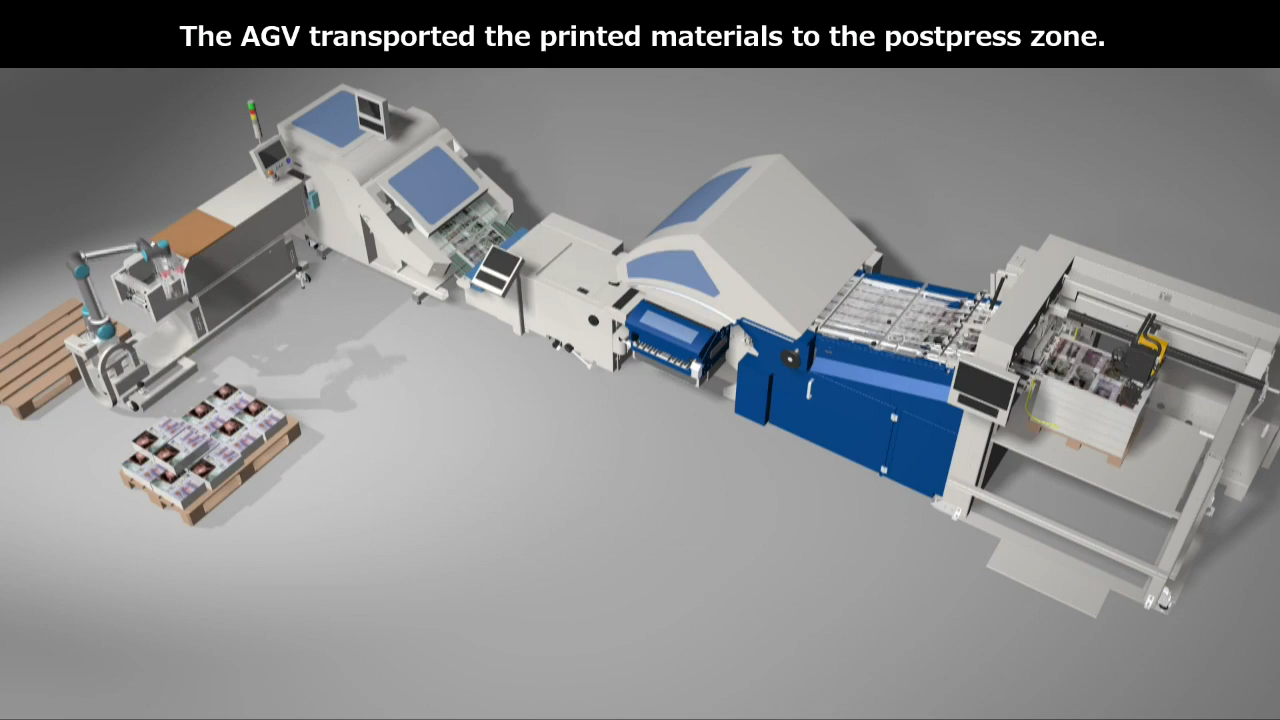 The AGV transported the printed materials to the postpress zone.